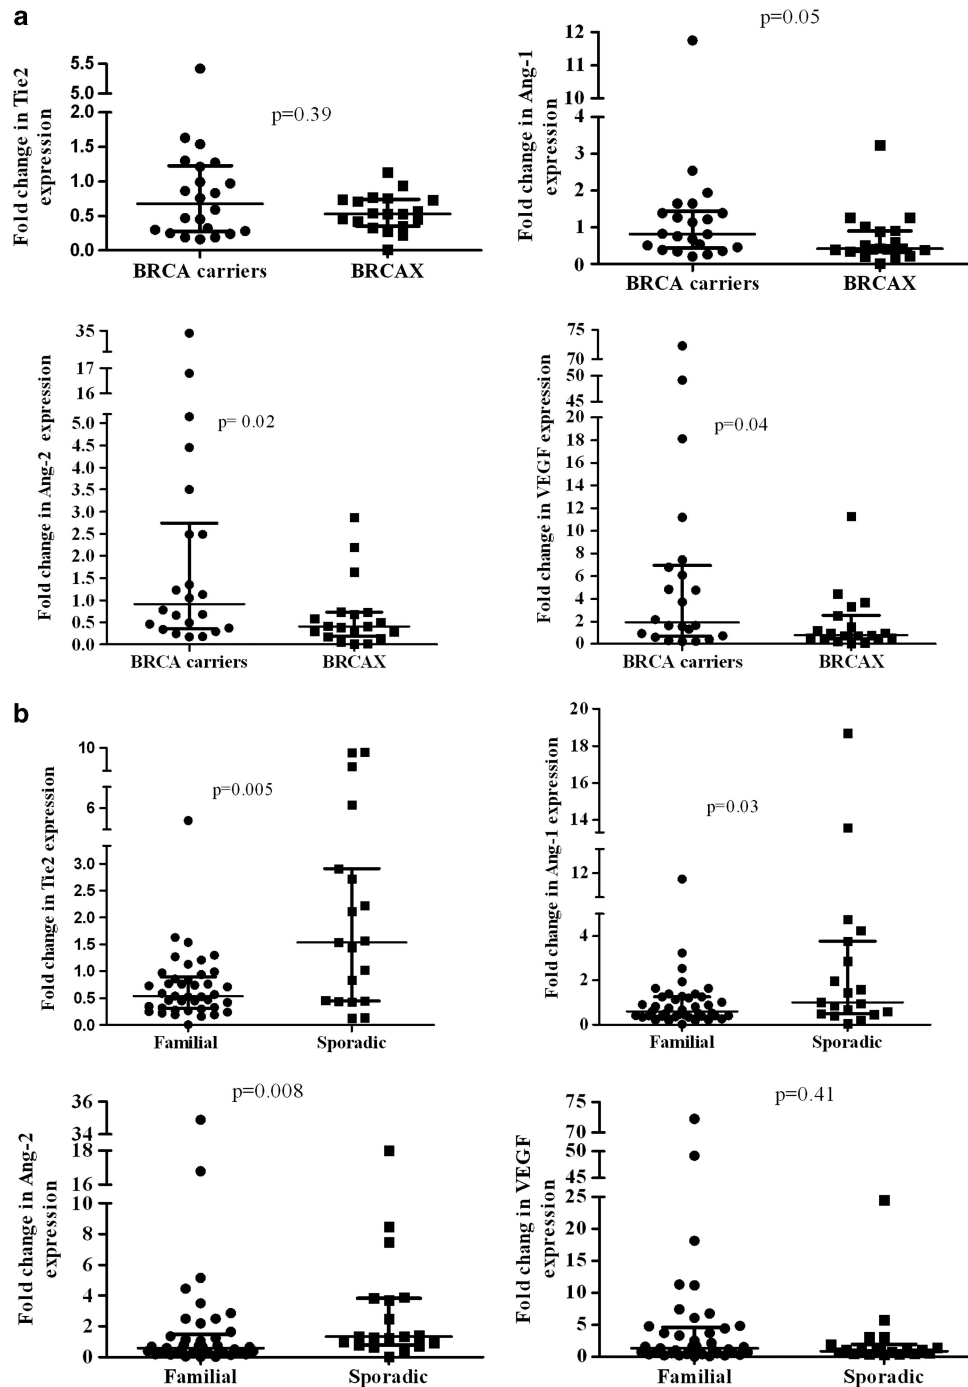 a
Fold change in Tie2
expression
5.5
5.0
2.0
1.5
1.0
0.5
0.0
p=0.39
BRCA carriers
BRCAX
Fold change in Ang-1
expression
12
11
10
4
3
2
1
0
p=0.05
BRCA carriers
BRCAX
Fold change in Ang-2 expression
35
17
16
5.0
4.5
4.0
3.5
3.0
2.5
2.0
1.5
1.0
0.5
0.0
p= 0.02
BRCA carriers
BRCAX
Fold change in VEGF expression
75
70
50
45
20
18
16
14
12
10
8
6
4
2
0
p=0.04
BRCA carriers
BRCAX
b
Fold change in Tie2 expression
10
8
6
4
3.0
2.5
2.0
1.5
1.0
0.5
0.0
p=0.005
Familial
Sporadic
Fold change in Ang-1 expression
20
18
16
14
12
4
2
0
p=0.03
Familial
Sporadic
Fold change in Ang-2
expression
36
34
18
16
10
8
6
4
2
0
p=0.008
Familial
Sporadic
Fold chang in VEGF
expression
75
70
50
45
25
20
15
10
5
0
p=0.41
Familial
Sporadic